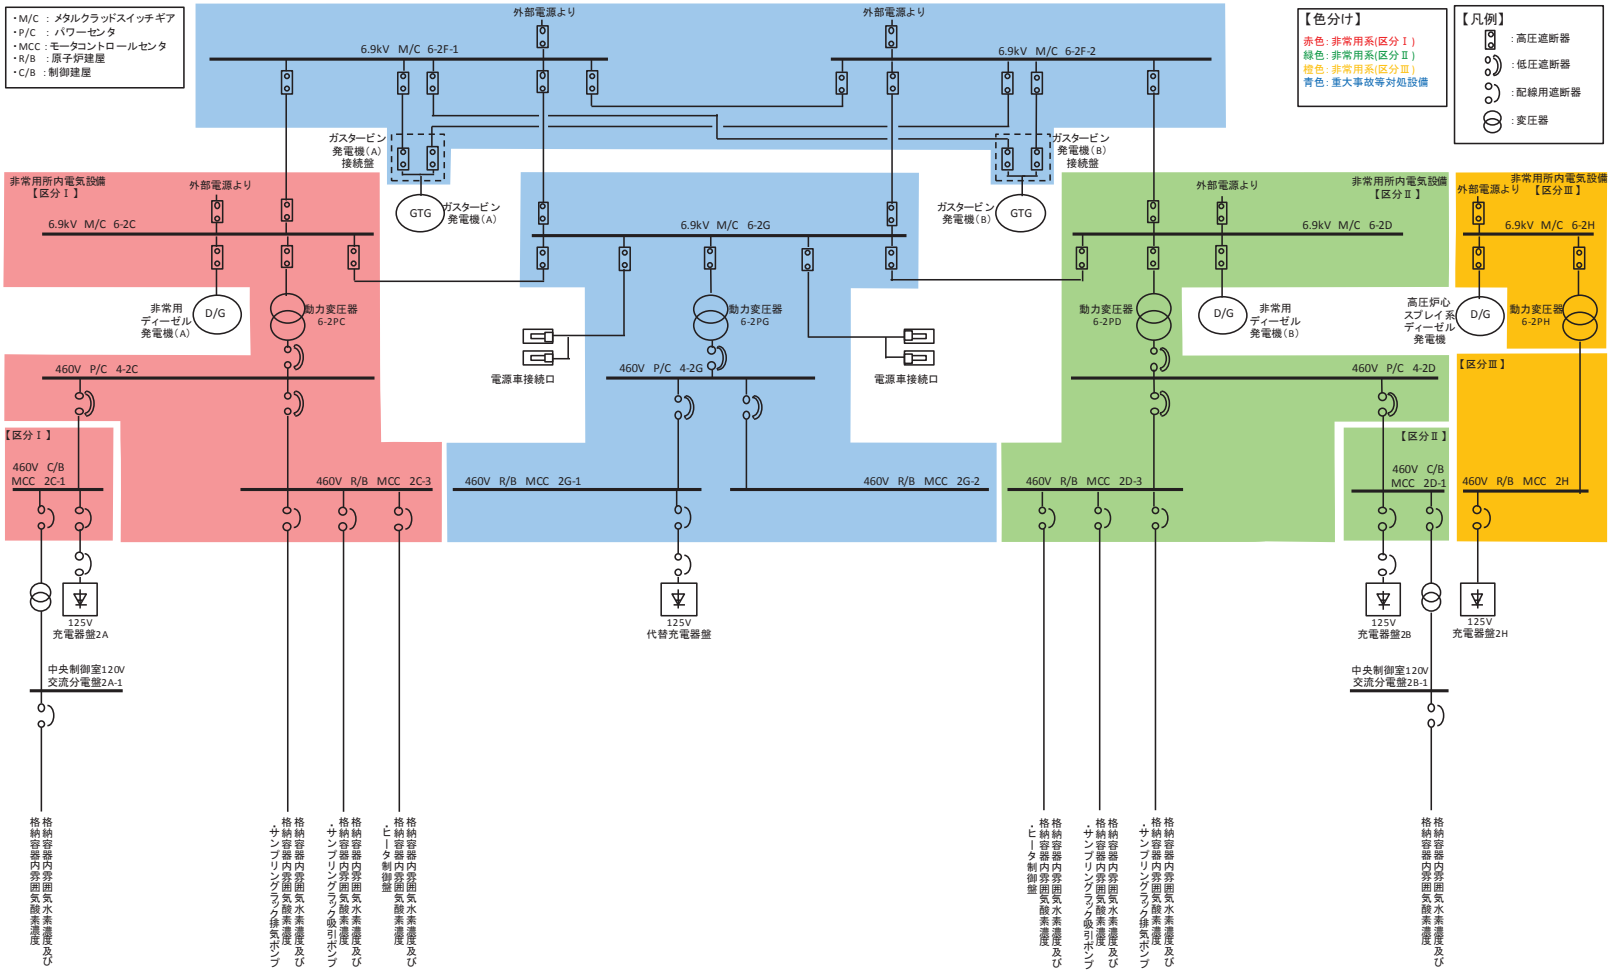 ・M/C ：メタルクラッドスイッチギア
・P/C ：パワーセンタ
・MCC：モータコントロールセンタ
・R/B ：原子炉建屋
・C/B ：制御建屋
外部電源より
外部電源より
6.9kV M/C 6-2F-1
6.9kV M/C 6-2F-2
【色分け】
赤色：非常用系(区分Ⅰ)
緑色：非常用系(区分Ⅱ)
橙色：非常用系(区分Ⅲ)
青色：重大事故等対処設備
【凡例】
：高圧遮断器
：低圧遮断器
：配線用遮断器
：変圧器
ガスタービン
発電機(A)
接続盤
ガスタービン
発電機(B)
接続盤
非常用所内電気設備
【区分Ⅰ】
外部電源より
6.9kV M/C 6-2C
GTG
ガスタービン
発電機(A)
6.9kV M/C 6-2G
ガスタービン
発電機(B)
GTG
外部電源より
非常用所内電気設備
【区分Ⅱ】
6.9kV M/C 6-2D
非常用所内電気設備
【区分Ⅲ】
外部電源より
6.9kV M/C 6-2H
非常用
ディーゼル
発電機(A)
D/G
動力変圧器
6-2PC
動力変圧器
6-2PG
動力変圧器
6-2PD
D/G
非常用
ディーゼル
発電機(B)
高圧炉心
スプレイ系
ディーゼル
発電機
D/G
動力変圧器
6-2PH
電源車接続口
電源車接続口
460V P/C 4-2C
460V P/C 4-2G
460V P/C 4-2D
【区分Ⅲ】
【区分Ⅰ】
460V C/B
MCC 2C-1
460V R/B MCC 2C-3
460V R/B MCC 2G-1
460V R/B MCC 2G-2
460V R/B MCC 2D-3
【区分Ⅱ】
460V C/B
MCC 2D-1
460V R/B MCC 2H
125V
充電器盤2A
125V
代替充電器盤
125V
充電器盤2B
125V
充電器盤2H
中央制御室120V
交流分電盤2A-1
中央制御室120V
交流分電盤2B-1
格納容器内雰囲気水素濃度及び
格納容器内雰囲気酸素濃度
格納容器内雰囲気水素濃度及び
格納容器内雰囲気酸素濃度
・サンプリングラック排気ポンプ
格納容器内雰囲気水素濃度及び
格納容器内雰囲気酸素濃度
・サンプリングラック吸引ポンプ
格納容器内雰囲気水素濃度及び
格納容器内雰囲気酸素濃度
・ヒータ制御盤
格納容器内雰囲気水素濃度及び
格納容器内雰囲気酸素濃度
・ヒータ制御盤
格納容器内雰囲気水素濃度及び
格納容器内雰囲気酸素濃度
・サンプリングラック吸引ポンプ
格納容器内雰囲気水素濃度及び
格納容器内雰囲気酸素濃度
・サンプリングラック排気ポンプ
格納容器内雰囲気水素濃度及び
格納容器内雰囲気酸素濃度